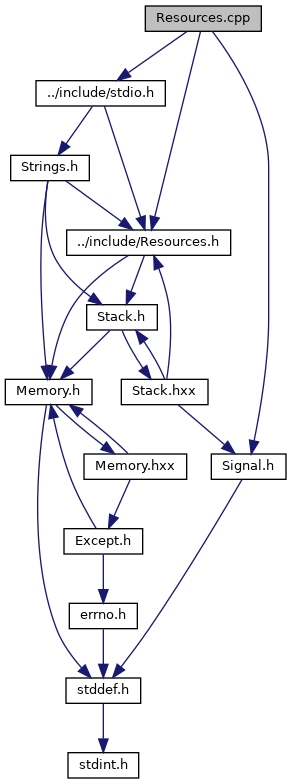 Resources.cpp
../include/stdio.h
Strings.h
../include/Resources.h
Stack.h
Memory.h
Stack.hxx
Memory.hxx
Signal.h
Except.h
errno.h
stddef.h
stdint.h